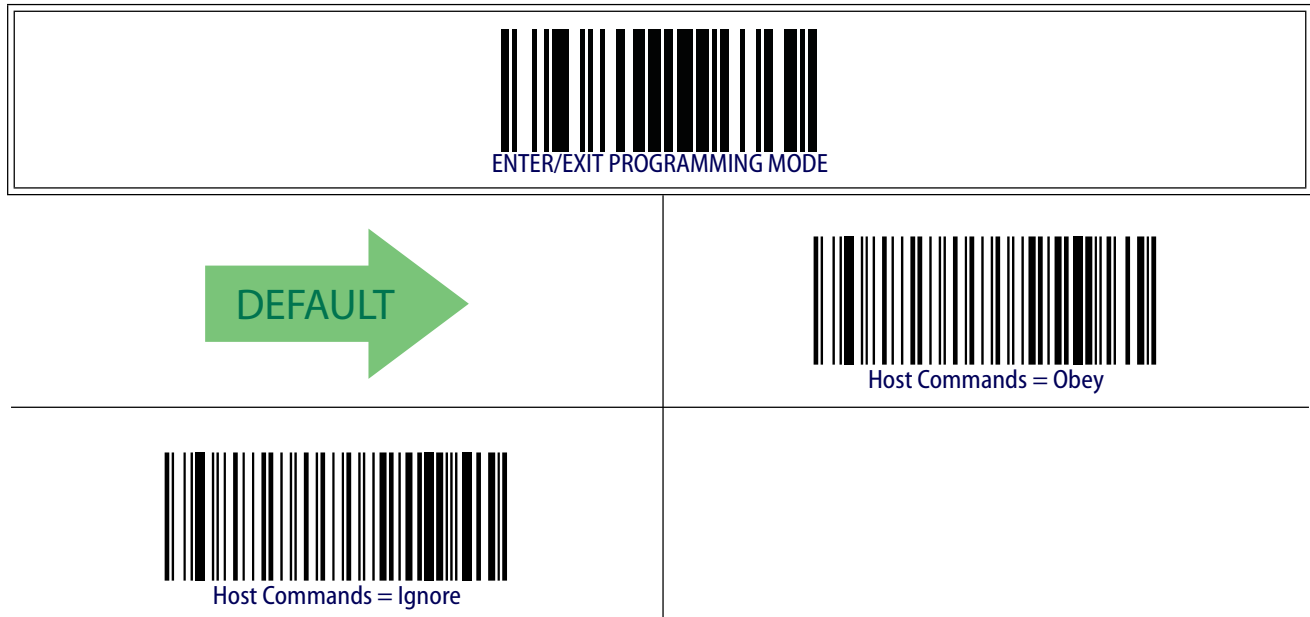 ENTER/EXIT PROGRAMMING MODE
DEFAULT
Host Commands = Obey
Host Commands = Ignore